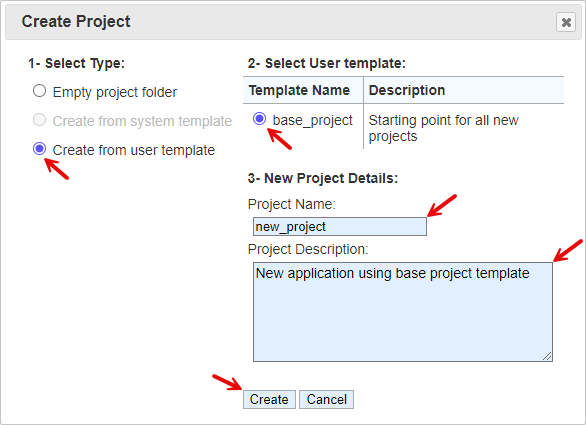 Create Project
1- Select Type:
Empty project folder
Create from system template
Create from user template
2- Select User template:
Template Name Description
base_project Starting point for all new
projects
3- New Project Details:
Project Name:
new_project
Project Description:
New application using base project template
Create Cancel